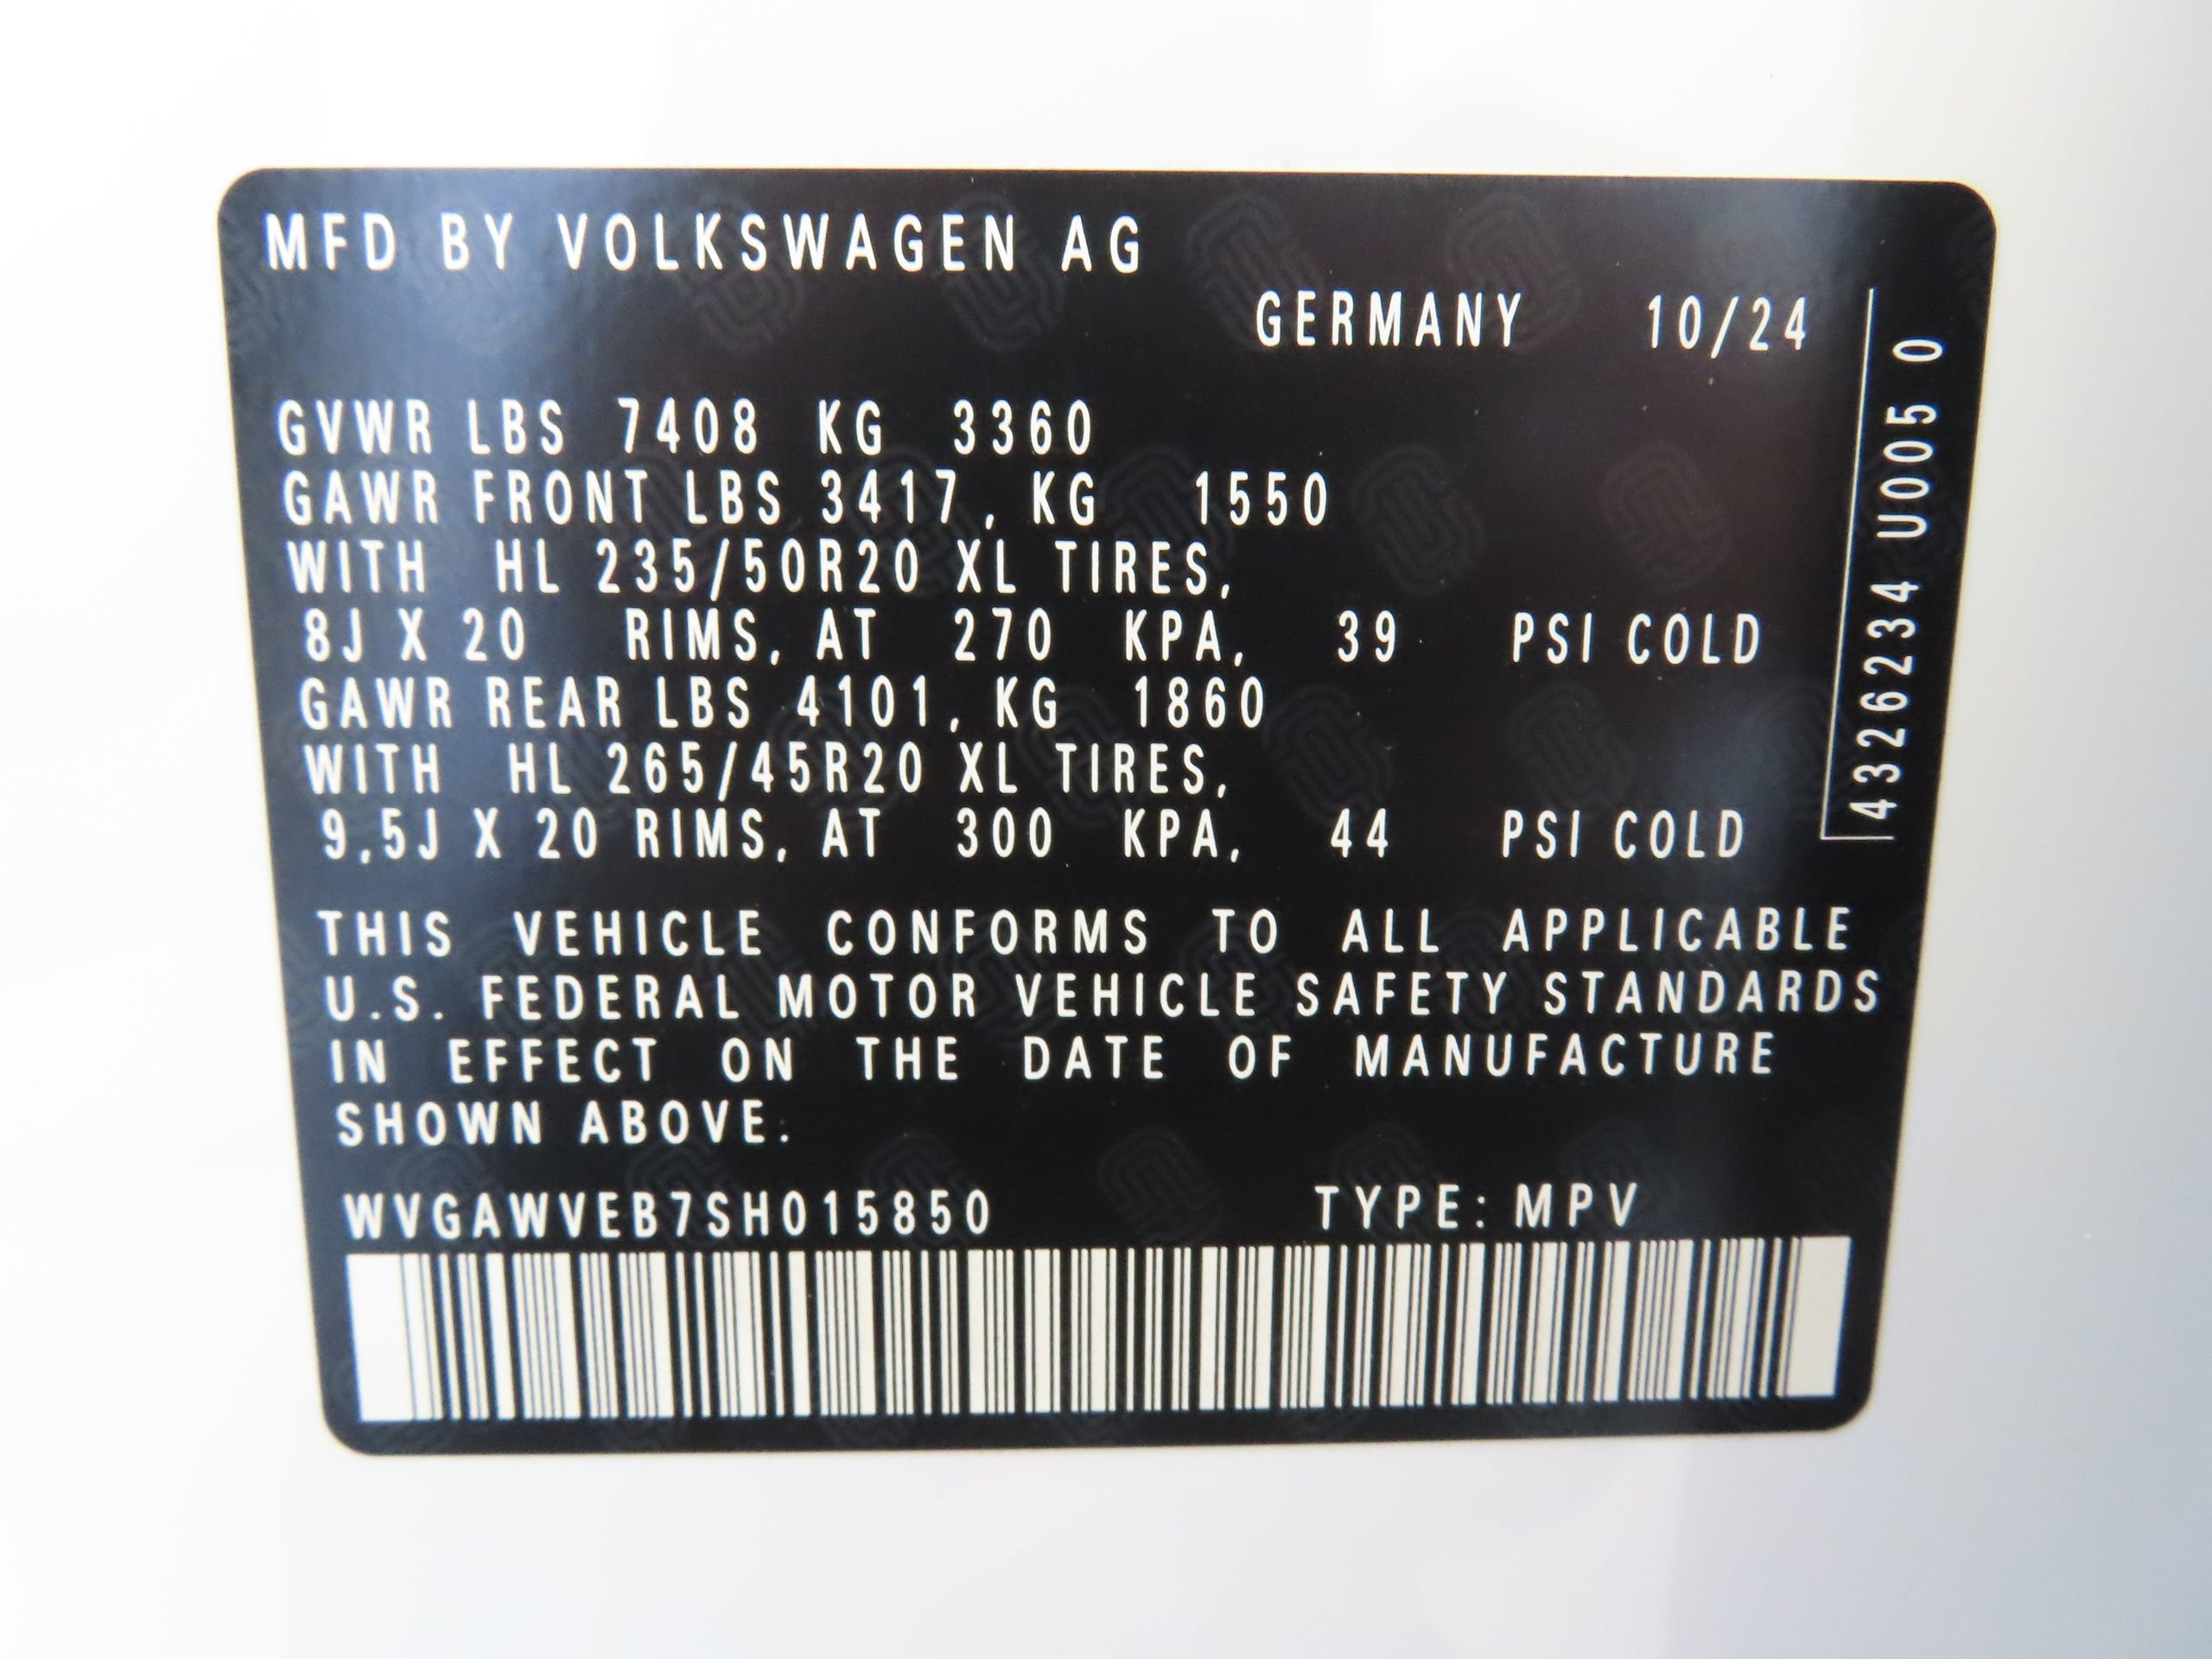 MFD BY VOLKSWAGEN AG
GERMANY 10/24
GVWR LBS 7408 KG 3360
GAWR FRONT LBS 3417, KG 1550
WITH HL 235/50R20 XL TIRES,
8J X 20 RIMS, AT 270 KPA, 39 PSI COLD
GAWR REAR LBS 4101, KG 1860
WITH HL 265/45R20 XL TIRES,
9,5J X 20 RIMS, AT 300 KPA, 44 PSI COLD
THIS VEHICLE CONFORMS TO ALL APPLICABLE
U.S. FEDERAL MOTOR VEHICLE SAFETY STANDARDS
IN EFFECT ON THE DATE OF MANUFACTURE
SHOWN ABOVE.
WVGAWVEB7SH015850 TYPE: MPV
4326234 U005 0